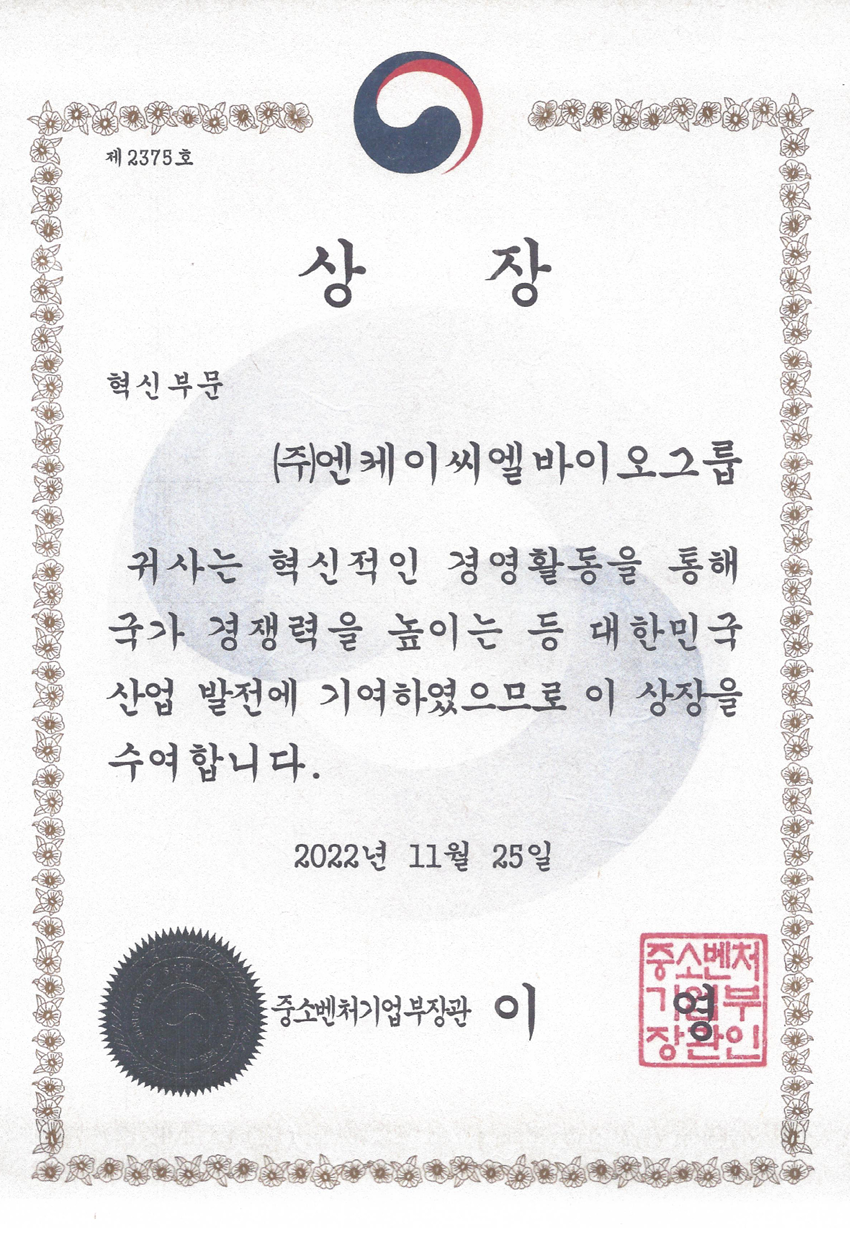 제 2375 호
상 장
혁신부문
㈜엔케이씨엘바이오그룹
귀사는 혁신적인 경영활동을 통해
국가 경쟁력을 높이는 등 대한민국
산업 발전에 기여하였으므로 이 상장을
수여합니다.
2022년 11월 25일
중소벤처기업부장관 이 영
중소벤처
기업부
장관인